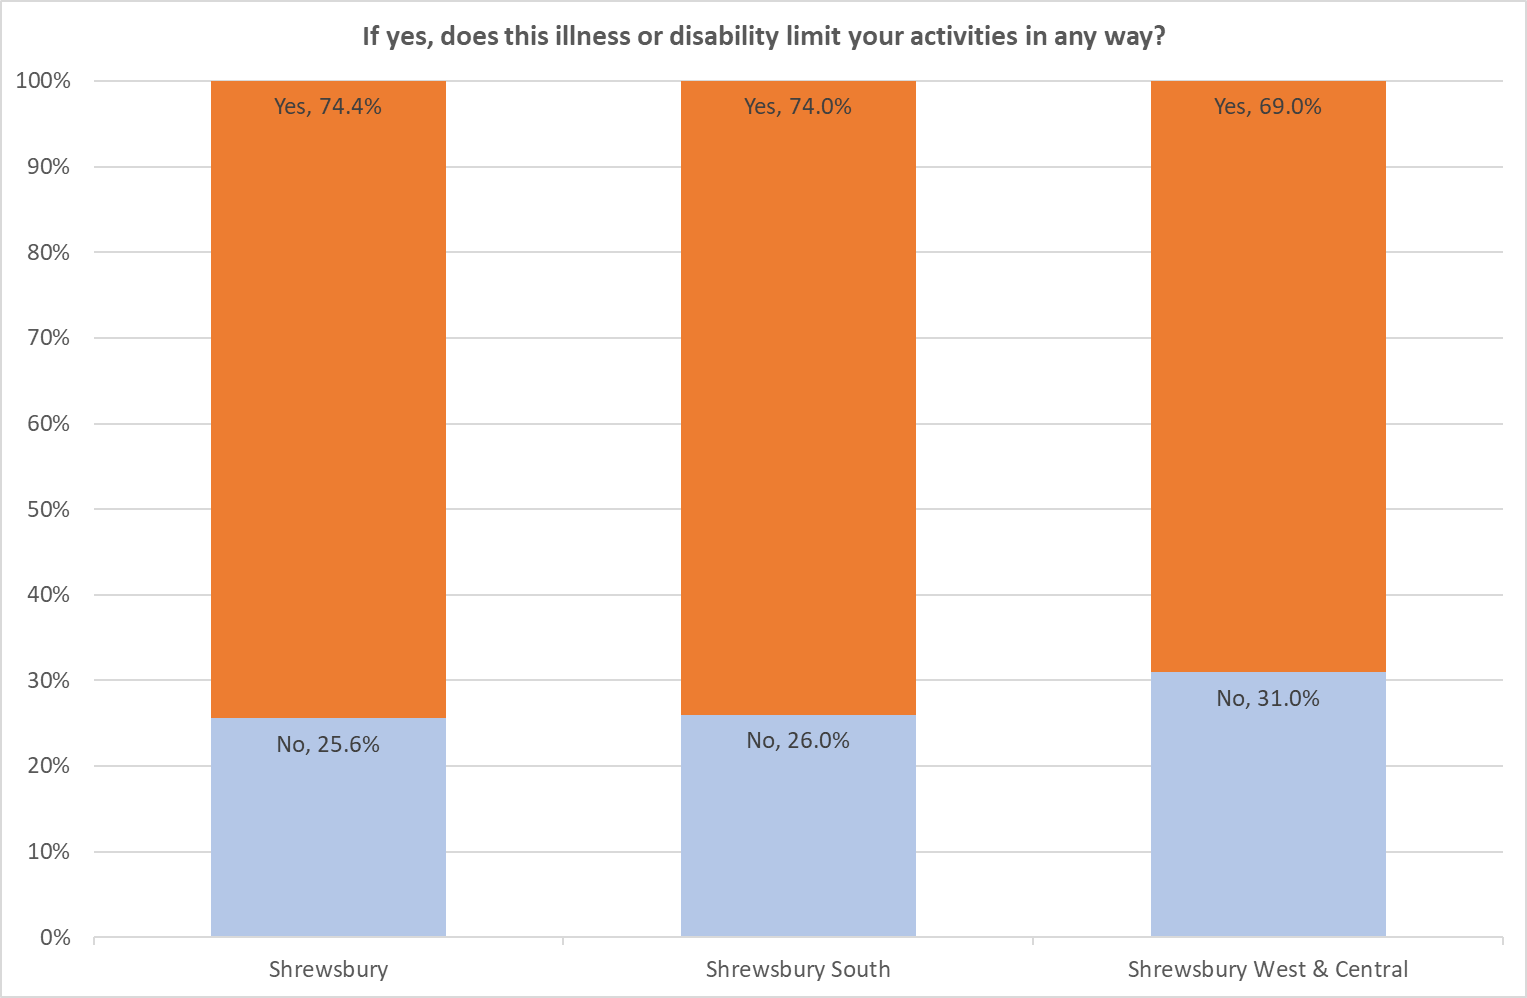 If yes, does this illness or disability limit your activities in any way?
100%
90%
80%
70%
60%
50%
40%
30%
20%
10%
0%
Yes, 74.4%
Yes, 74.0%
Yes, 69.0%
No, 25.6%
No, 26.0%
No, 31.0%
Shrewsbury
Shrewsbury South
Shrewsbury West & Central